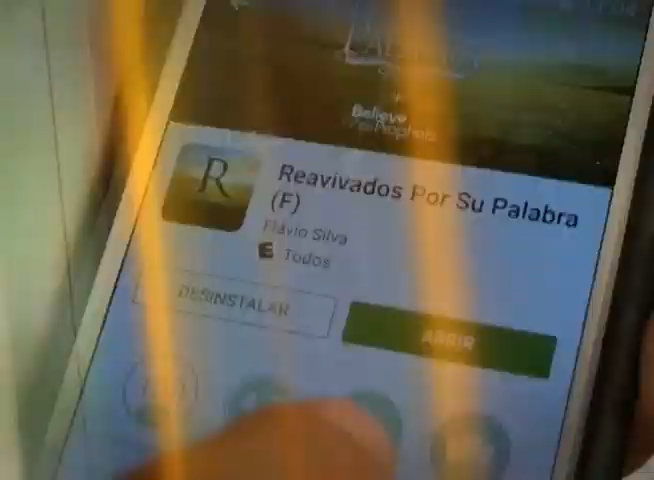 Believe
His Prophets
R
Reavivados Por Su Palabra
(F)
Flávio Silva
E Todos
DESINSTALAR
ABRIR